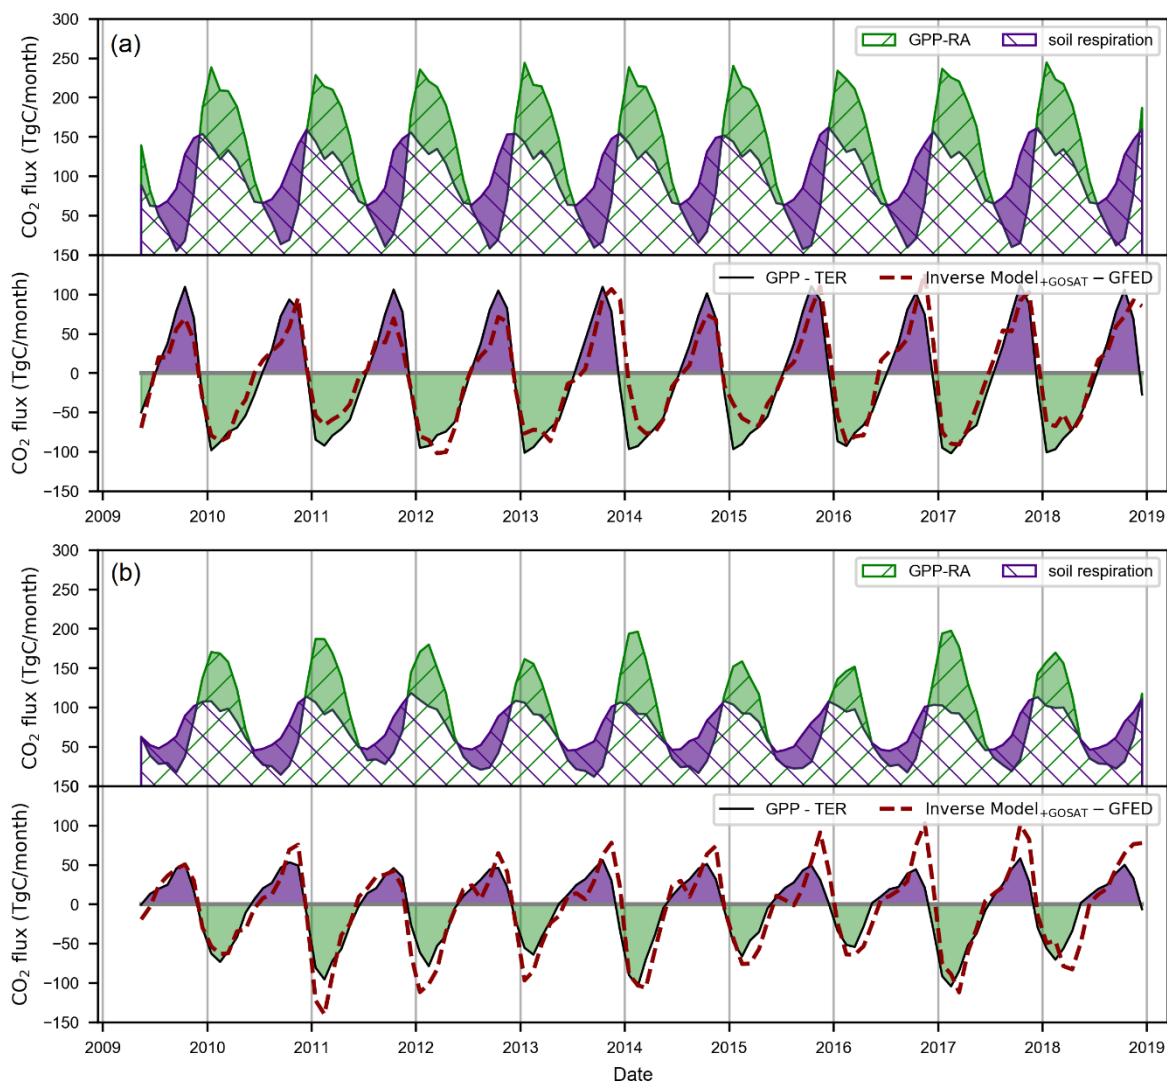 (a)
GPP-RA
soil respiration
300
250
200
150
100
50
0
CO₂ flux (TgC/month)
GPP - TER
Inverse Model+GOSAT − GFED
150
100
50
0
−50
−100
−150
CO₂ flux (TgC/month)
2009 2010 2011 2012 2013 2014 2015 2016 2017 2018 2019
(b)
GPP-RA
soil respiration
300
250
200
150
100
50
0
CO₂ flux (TgC/month)
GPP - TER
Inverse Model+GOSAT − GFED
150
100
50
0
−50
−100
−150
CO₂ flux (TgC/month)
2009 2010 2011 2012 2013 2014 2015 2016 2017 2018 2019
Date